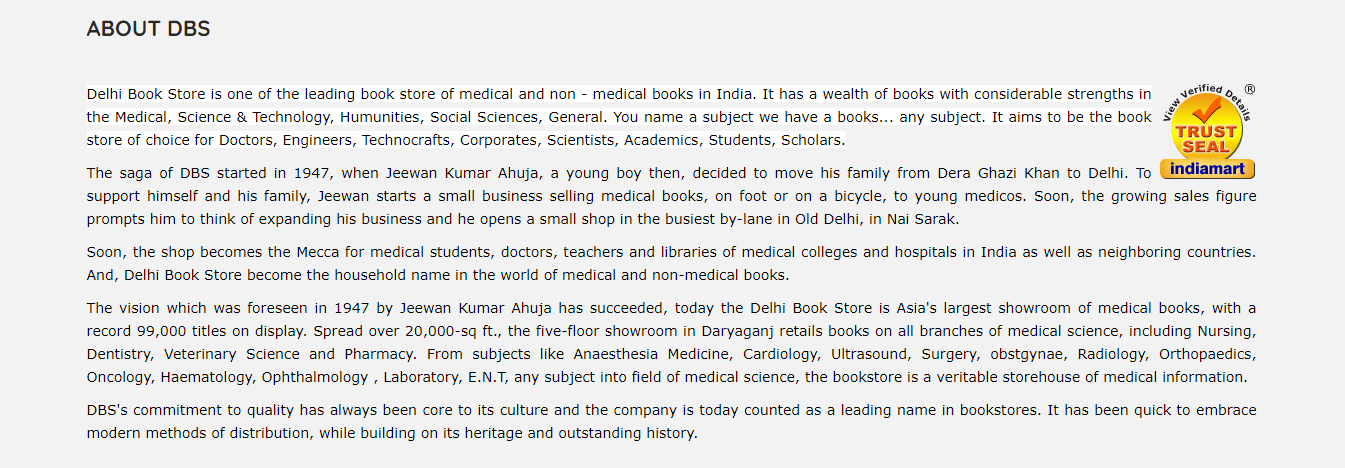 ABOUT DBS
Delhi Book Store is one of the leading book store of medical and non - medical books in India. It has a wealth of books with considerable strengths in
the Medical, Science & Technology, Humunities, Social Sciences, General. You name a subject we have a books... any subject. It aims to be the book
store of choice for Doctors, Engineers, Technocrafts, Corporates, Scientists, Academics, Students, Scholars.
View Verified Details ®
TRUST
SEAL
indiamart
The saga of DBS started in 1947, when Jeewan Kumar Ahuja, a young boy then, decided to move his family from Dera Ghazi Khan to Delhi. To
support himself and his family, Jeewan starts a small business selling medical books, on foot or on a bicycle, to young medicos. Soon, the growing sales figure
prompts him to think of expanding his business and he opens a small shop in the busiest by-lane in Old Delhi, in Nai Sarak.
Soon, the shop becomes the Mecca for medical students, doctors, teachers and libraries of medical colleges and hospitals in India as well as neighboring countries.
And, Delhi Book Store become the household name in the world of medical and non-medical books.
The vision which was foreseen in 1947 by Jeewan Kumar Ahuja has succeeded, today the Delhi Book Store is Asia's largest showroom of medical books, with a
record 99,000 titles on display. Spread over 20,000-sq ft., the five-floor showroom in Daryaganj retails books on all branches of medical science, including Nursing,
Dentistry, Veterinary Science and Pharmacy. From subjects like Anaesthesia Medicine, Cardiology, Ultrasound, Surgery, obstgynae, Radiology, Orthopaedics,
Oncology, Haematology, Ophthalmology , Laboratory, E.N.T, any subject into field of medical science, the bookstore is a veritable storehouse of medical information.
DBS's commitment to quality has always been core to its culture and the company is today counted as a leading name in bookstores. It has been quick to embrace
modern methods of distribution, while building on its heritage and outstanding history.